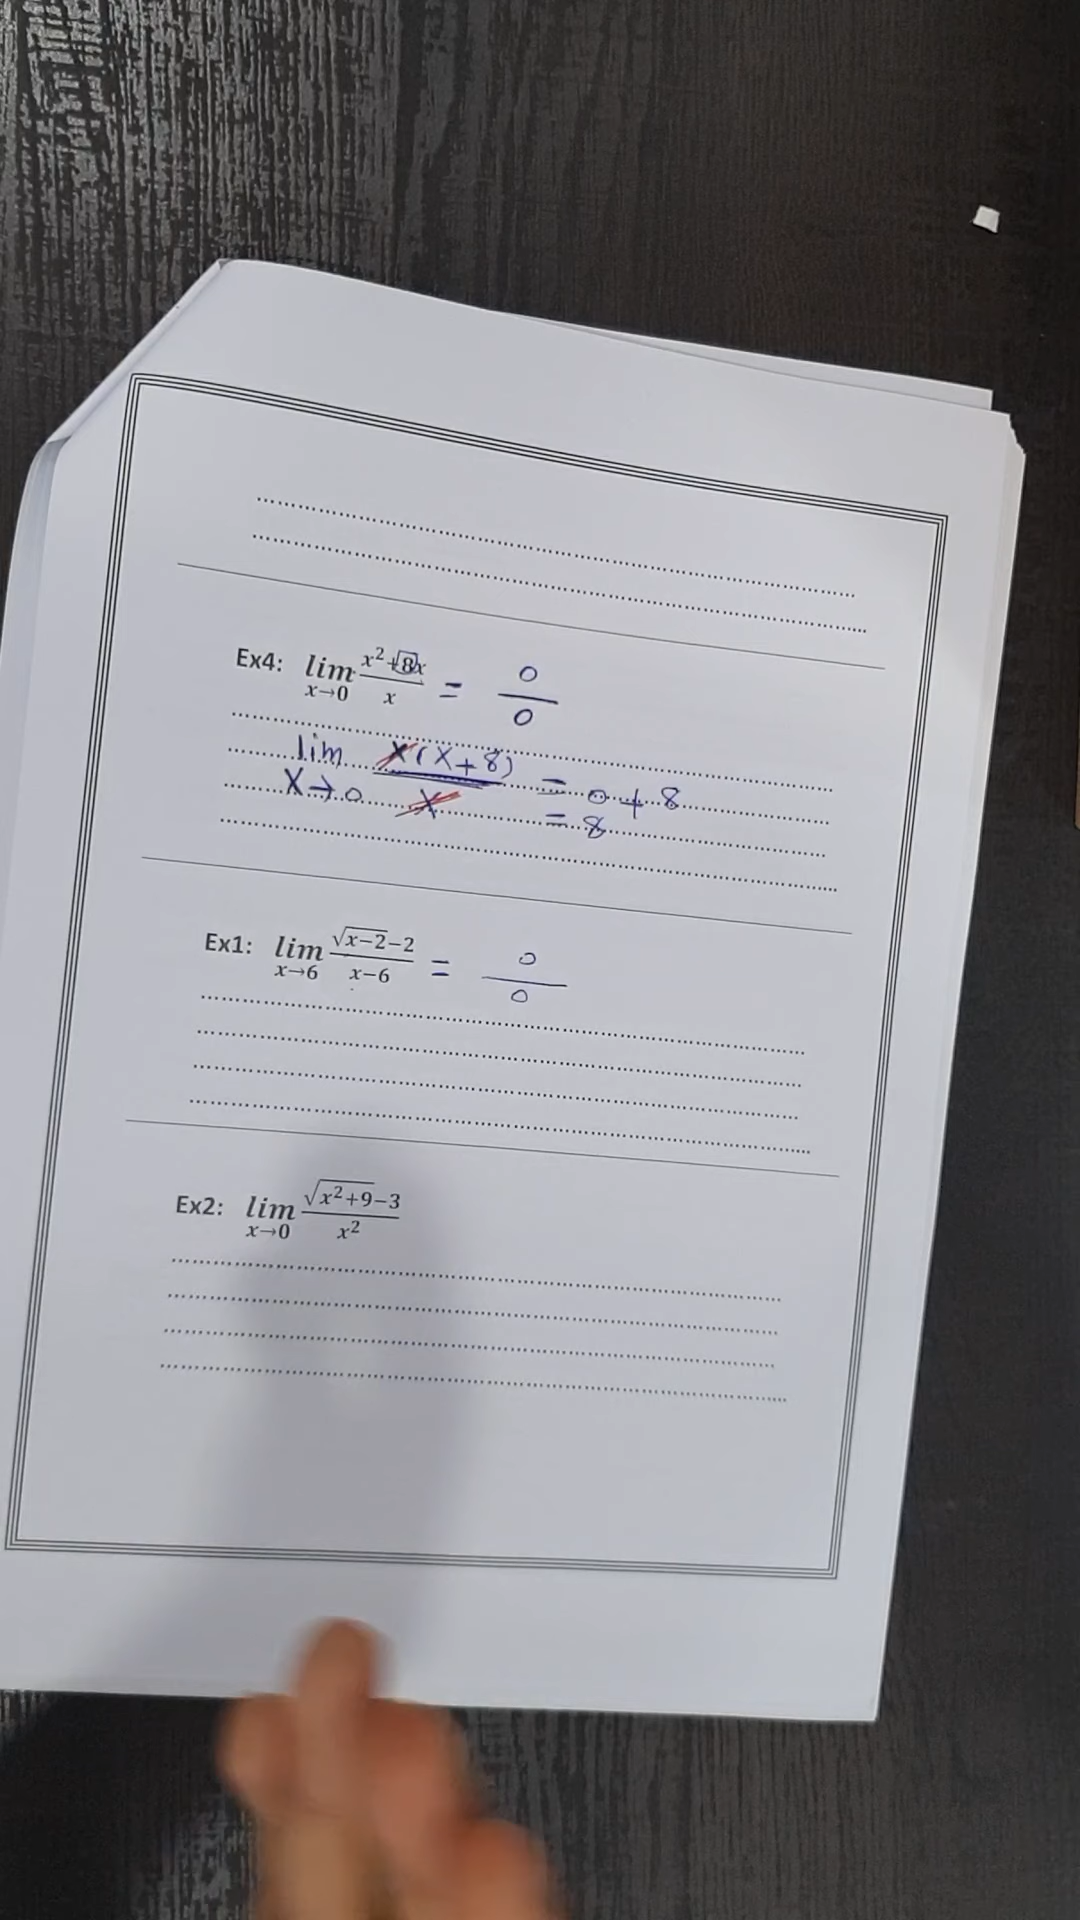 Ex4: lim x→0 x²+8x / x = 0 / 0
lim x→0 x(x+8) / x = 0+8
= 8
Ex1: lim x→6 √x−2−2 / x−6 = 0 / 0
Ex2: lim x→0 √x²+9−3 / x²